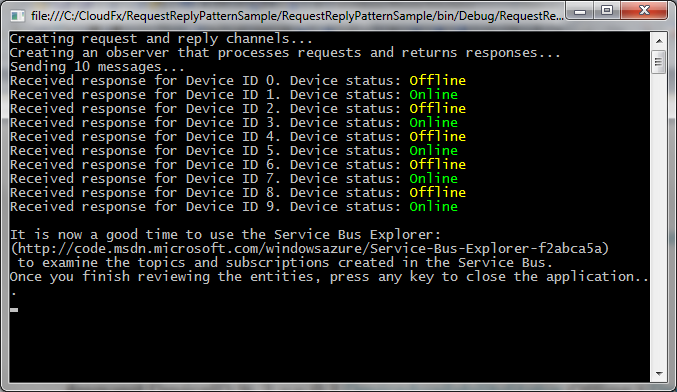 file:///C:/CloudFx/RequestReplyPatternSample/RequestReplyPatternSample/bin/Debug/RequestRe...
Creating request and reply channels...
Creating an observer that processes requests and returns responses...
Sending 10 messages...
Received response for Device ID 0. Device status: Offline
Received response for Device ID 1. Device status: Online
Received response for Device ID 2. Device status: Offline
Received response for Device ID 3. Device status: Online
Received response for Device ID 4. Device status: Offline
Received response for Device ID 5. Device status: Online
Received response for Device ID 6. Device status: Offline
Received response for Device ID 7. Device status: Online
Received response for Device ID 8. Device status: Offline
Received response for Device ID 9. Device status: Online
It is now a good time to use the Service Bus Explorer:
(http://code.msdn.microsoft.com/windowsazure/Service-Bus-Explorer-f2abca5a)
to examine the topics and subscriptions created in the Service Bus.
Once you finish reviewing the entities, press any key to close the application..
.